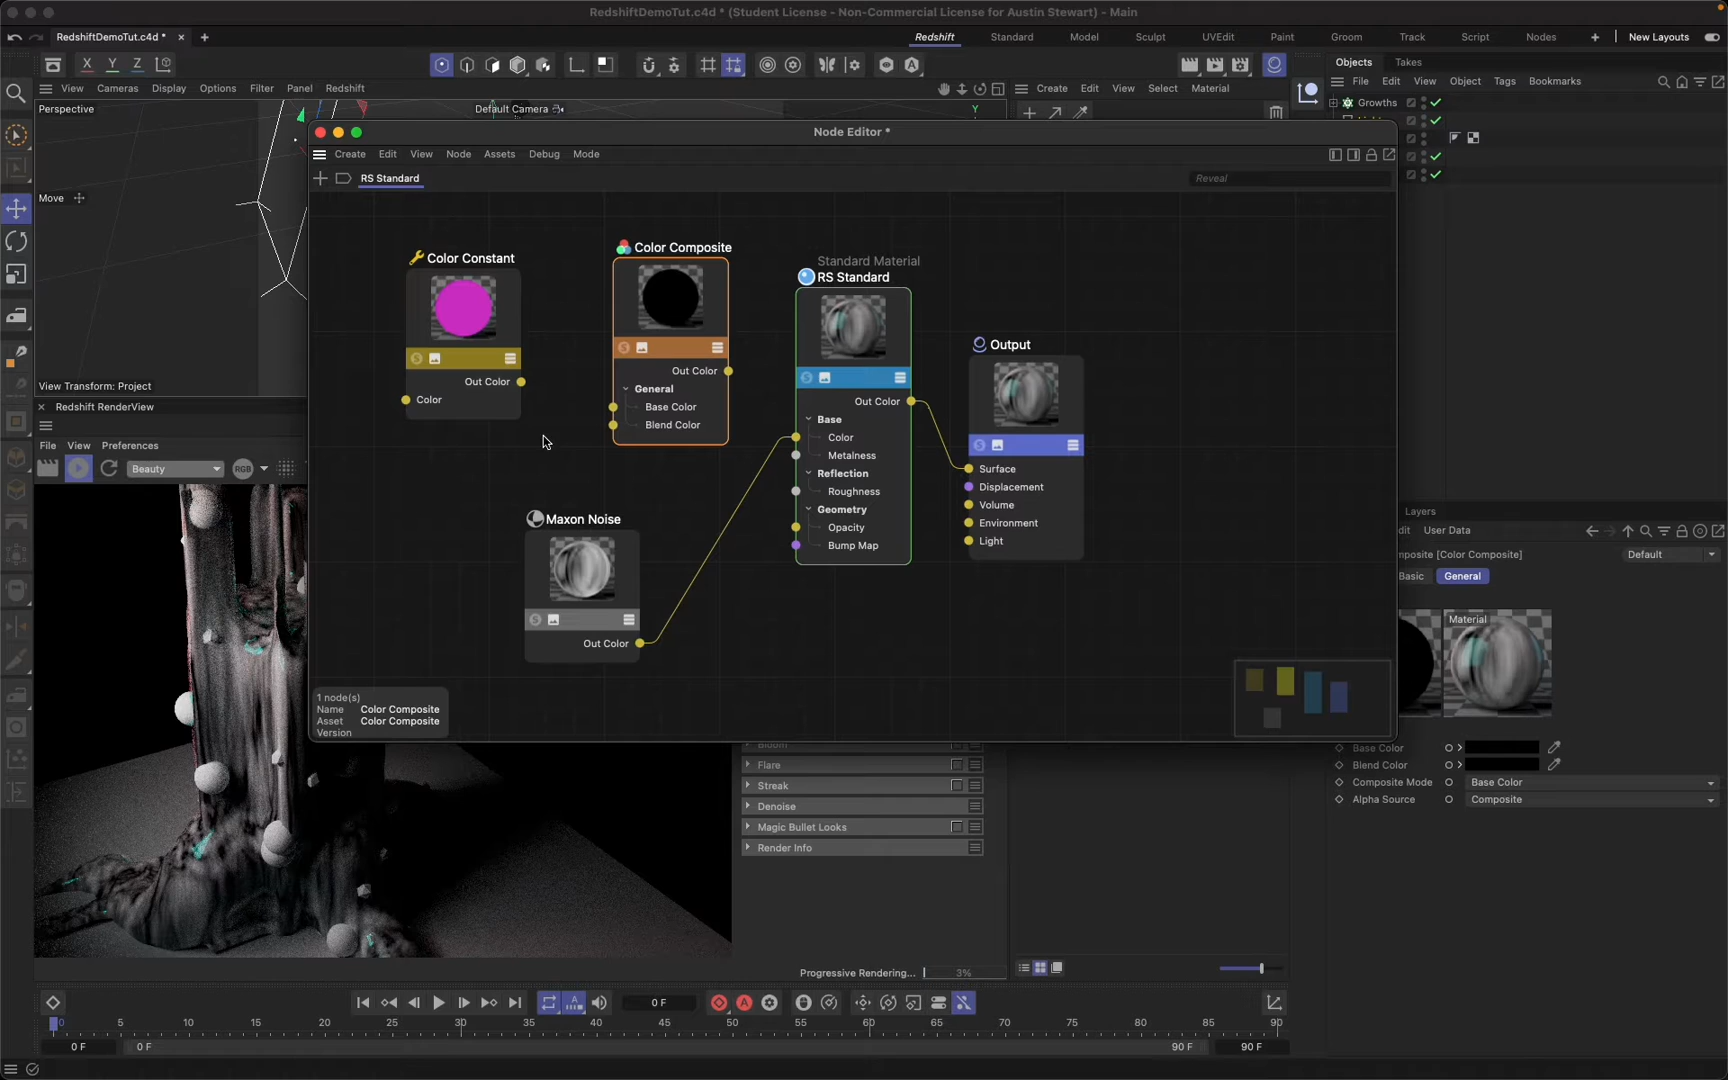 RedshiftDemoTut.c4d * (Student License - Non-Commercial License for Austin Stewart) - Main
RedshiftDemoTut.c4d * × +
Redshift Standard Model Sculpt UVEdit Paint Groom Track Script Nodes + New Layouts
X Y Z
Objects Takes
View Cameras Display Options Filter Panel Redshift
Create Edit View Select Material
File Edit View Object Tags Bookmarks
Perspective
Default Camera
Y
Growths
Node Editor *
Create Edit View Node Assets Debug Mode
RS Standard
Reveal
Move
Color Constant
Out Color
Color
Color Composite
Out Color
General
Base Color
Blend Color
Standard Material
RS Standard
Out Color
Base
Color
Metalness
Reflection
Roughness
Geometry
Opacity
Bump Map
Output
Surface
Displacement
Volume
Environment
Light
Maxon Noise
Out Color
1 node(s)
Name Color Composite
Asset Color Composite
Version
View Transform: Project
Redshift RenderView
File View Preferences
Beauty
RGB
Layers
dit User Data
mposite [Color Composite]
Default
Basic General
Material
Base Color
Blend Color
Composite Mode Base Color
Alpha Source Composite
Bloom
Flare
Streak
Denoise
Magic Bullet Looks
Render Info
Progressive Rendering... 3%
0 F
0 5 10 15 20 25 30 35 40 45 50 55 60 65 70 75 80 85 90
0 F 0 F 90 F 90 F